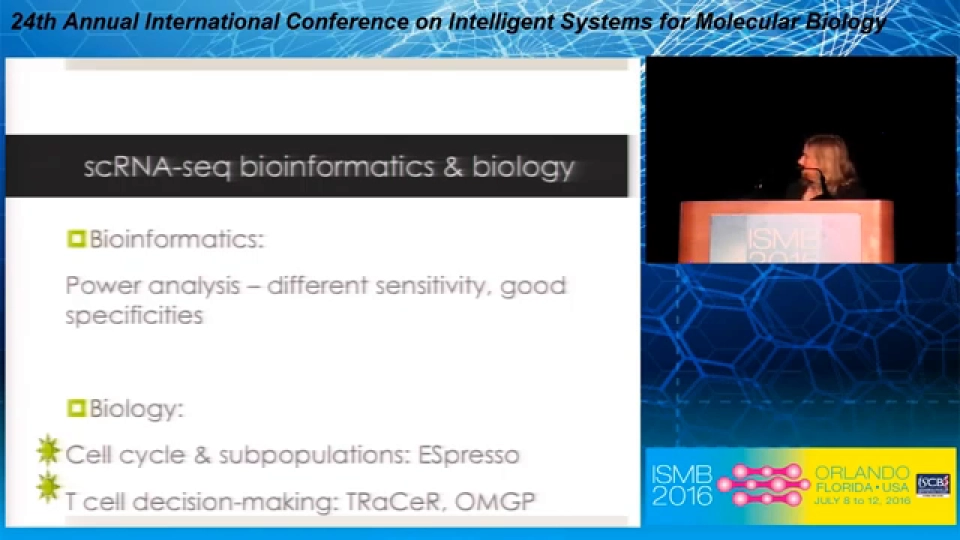 24th Annual International Conference on Intelligent Systems for Molecular Biology
scRNA-seq bioinformatics & biology
Bioinformatics:
Power analysis – different sensitivity, good
specificities
Biology:
Cell cycle & subpopulations: ESpresso
T cell decision-making: TRaCeR, OMGP
ISMB
ISMB
2016
ORLANDO
FLORIDA • USA
JULY 8 to 12, 2016
ISCB